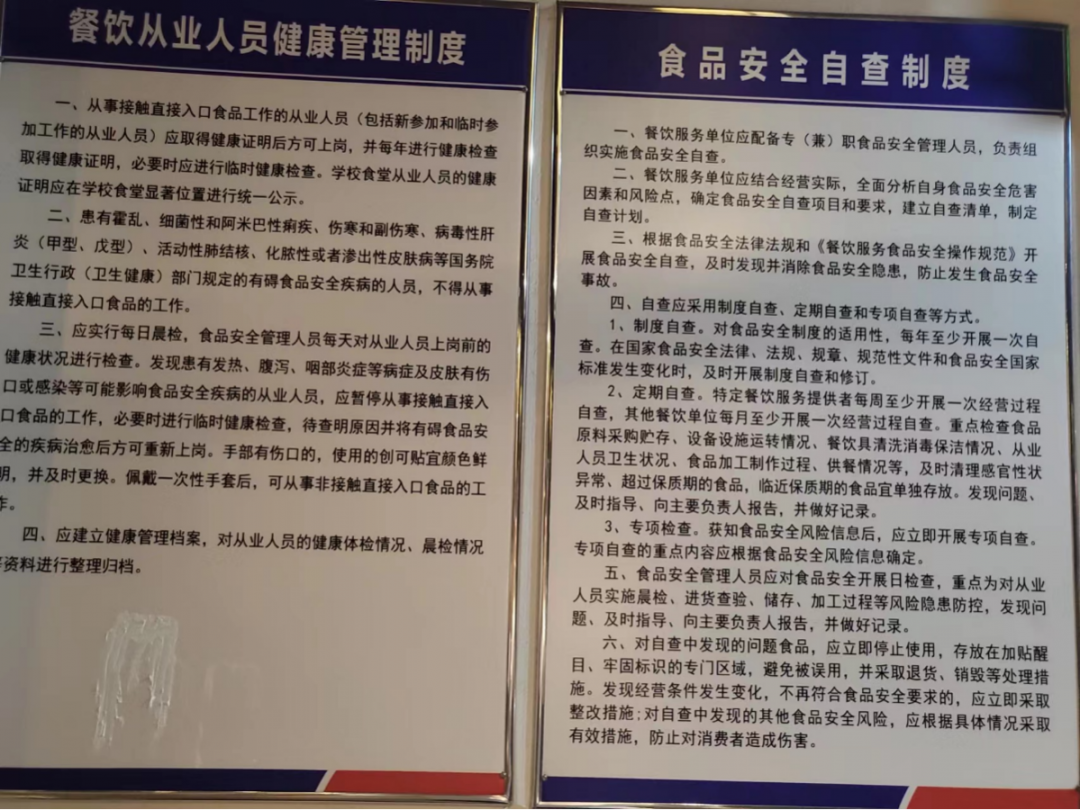 餐饮从业人员健康管理制度
一、从事接触直接入口食品工作的从业人员（包括新参加和临时参
加工作的从业人员）应取得健康证明后方可上岗，并每年进行健康检查
取得健康证明，必要时应进行临时健康检查。学校食堂从业人员的健康
证明应在学校食堂显著位置进行统一公示。
二、患有霍乱、细菌性和阿米巴性痢疾、伤寒和副伤寒、病毒性肝
炎（甲型、戊型）、活动性肺结核、化脓性或者渗出性皮肤病等国务院
卫生行政（卫生健康）部门规定的有碍食品安全疾病的人员，不得从事
接触直接入口食品的工作。
三、应实行每日晨检，食品安全管理人员每天对从业人员上岗前的
健康状况进行检查。发现患有发热、腹泻、咽部炎症等病症及皮肤有伤
口或感染等可能影响食品安全疾病的从业人员，应暂停从事接触直接入
口食品的工作，必要时进行临时健康检查，待查明原因并将有碍食品安
全的疾病治愈后方可重新上岗。手部有伤口的，使用的创可贴宜颜色鲜
明，并及时更换。佩戴一次性手套后，可从事非接触直接入口食品的工
作。
四、应建立健康管理档案，对从业人员的健康体检情况、晨检情况
等资料进行整理归档。
食品安全自查制度
一、餐饮服务单位应配备专（兼）职食品安全管理人员，负责组
织实施食品安全自查。
二、餐饮服务单位应结合经营实际，全面分析自身食品安全危害
因素和风险点，确定食品安全自查项目和要求，建立自查清单，制定
自查计划。
三、根据食品安全法律法规和《餐饮服务食品安全操作规范》开
展食品安全自查，及时发现并消除食品安全隐患，防止发生食品安全
事故。
四、自查应采用制度自查、定期自查和专项自查等方式。
1、制度自查。对食品安全制度的适用性，每年至少开展一次自
查。在国家食品安全法律、法规、规章、规范性文件和食品安全国家
标准发生变化时，及时开展制度自查和修订。
2、定期自查。特定餐饮服务提供者每周至少开展一次经营过程
自查，其他餐饮单位每月至少开展一次经营过程自查。重点检查食品
原料采购贮存、设备设施运转情况、餐饮具清洗消毒保洁情况、从业
人员卫生状况、食品加工制作过程、供餐情况等，及时清理感官性状
异常、超过保质期的食品，临近保质期的食品宜单独存放。发现问题、
及时指导、向主要负责人报告，并做好记录。
3、专项检查。获知食品安全风险信息后，应立即开展专项自查。
专项自查的重点内容应根据食品安全风险信息确定。
五、食品安全管理人员应对食品安全开展日检查，重点为对从业
人员实施晨检、进货查验、储存、加工过程等风险隐患防控，发现问
题、及时指导、向主要负责人报告，并做好记录。
六、对自查中发现的问题食品，应立即停止使用，存放在加贴醒
目、牢固标识的专门区域，避免被误用，并采取退货、销毁等处理措
施。发现经营条件发生变化，不再符合食品安全要求的，应立即采取
整改措施;对自查中发现的其他食品安全风险，应根据具体情况采取
有效措施，防止对消费者造成伤害。